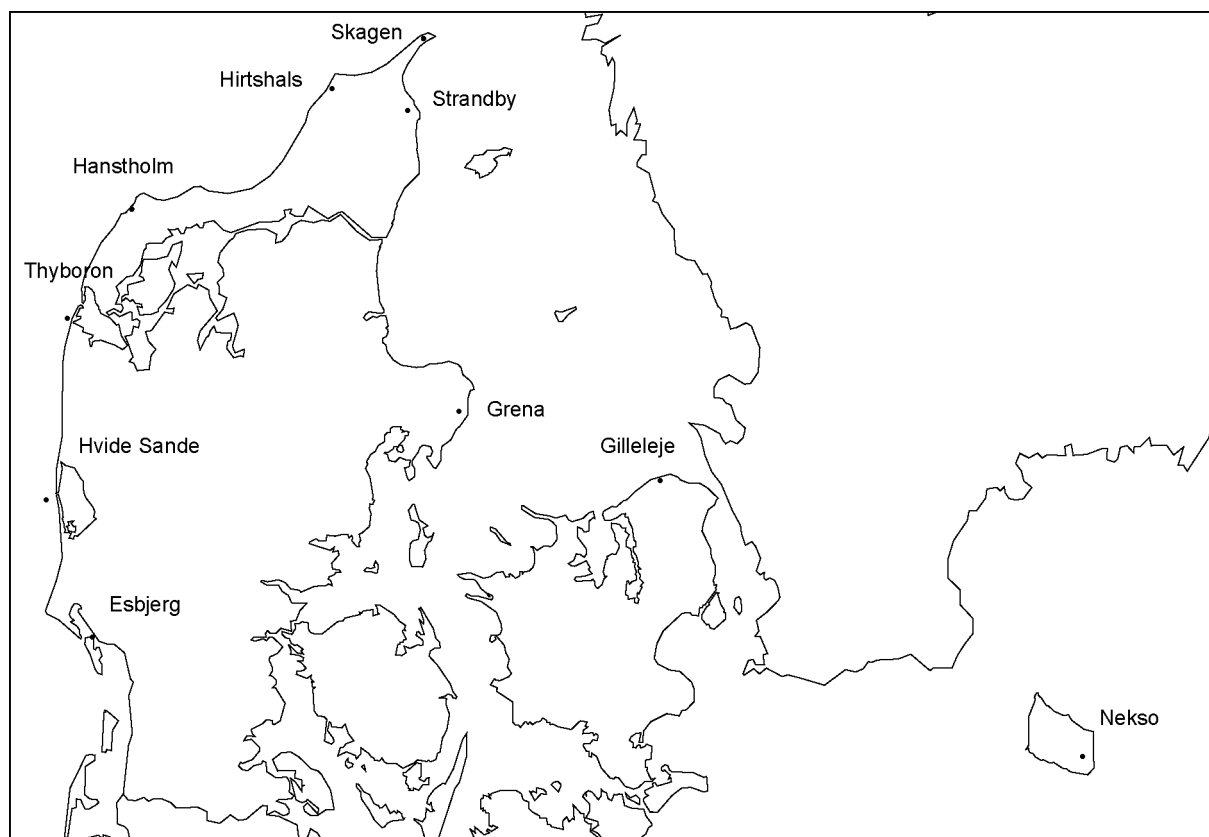 Skagen
Hirtshals
Strandby
Hanstholm
Thyboron
Grena
Hvide Sande
Gilleleje
Esbjerg
Nekso